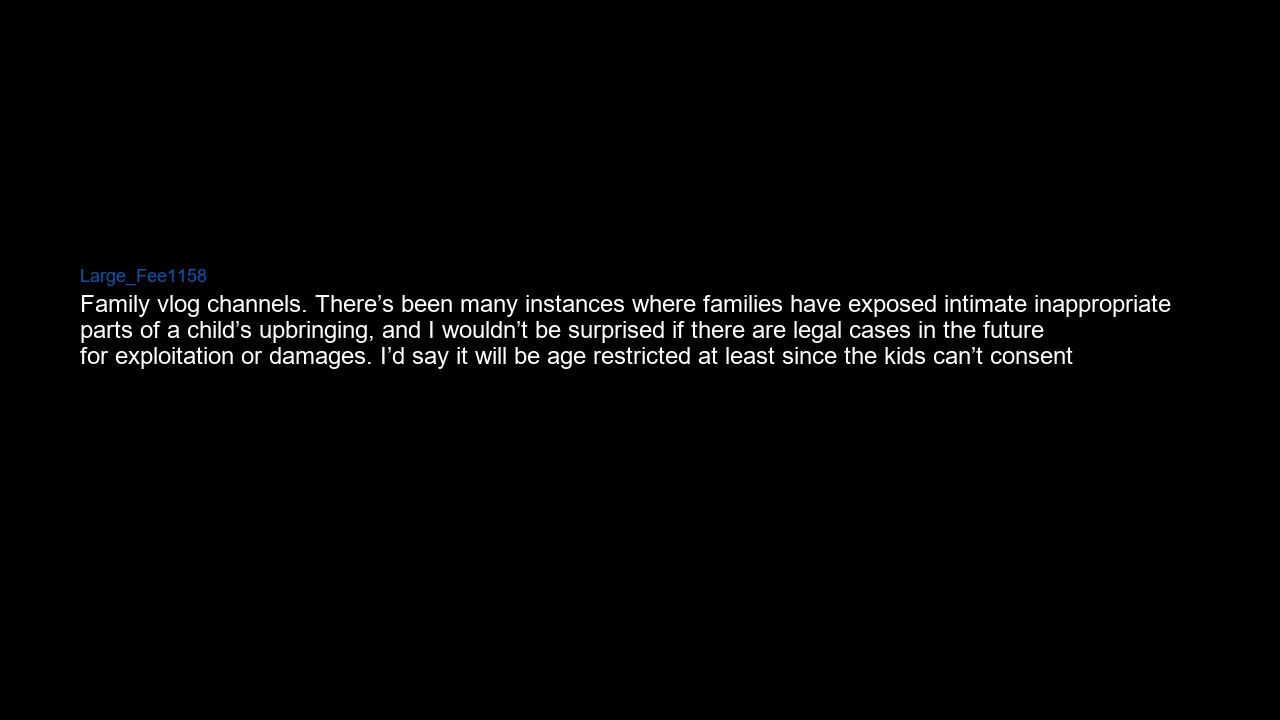 Large_Fee1158
Family vlog channels. There’s been many instances where families have exposed intimate inappropriate
parts of a child’s upbringing, and I wouldn’t be surprised if there are legal cases in the future
for exploitation or damages. I’d say it will be age restricted at least since the kids can’t consent